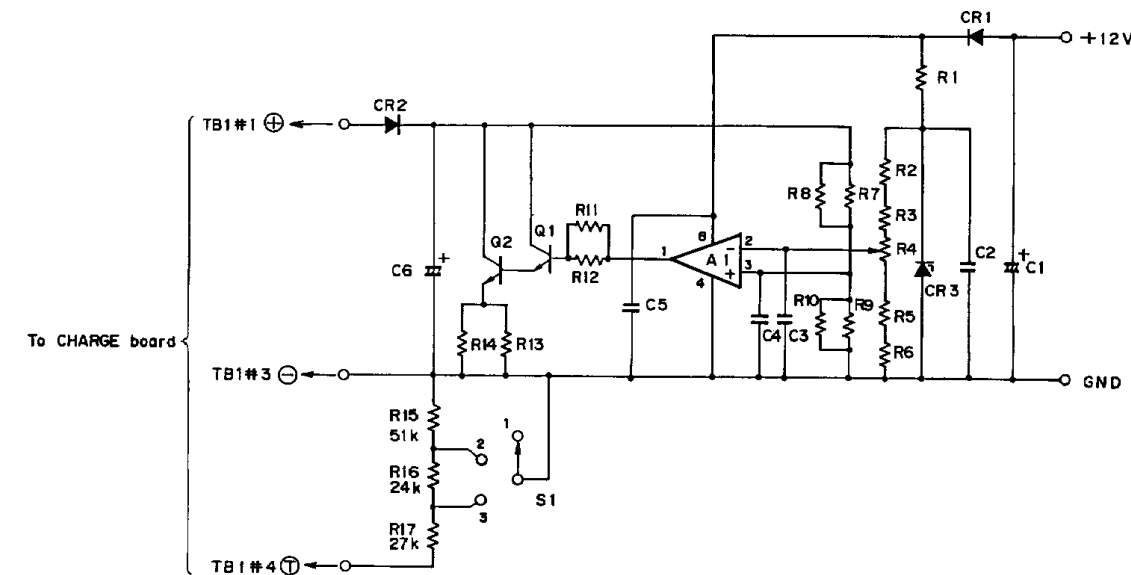 CR1
+12V
R1
CR2
TB1#1 ⊕
R2
R8
R7
R11
R3
Q1
8
2
R4
Q2
1
A1
-
C2
+
C6
+
R12
3
+
C1
4
CR3
C5
R10
R9
R5
To CHARGE board
R14
R13
C4
C3
R6
TB1#3 ⊖
GND
R15
51k
1
2
R16
24k
S1
3
R17
27k
TB1#4 Ⓣ